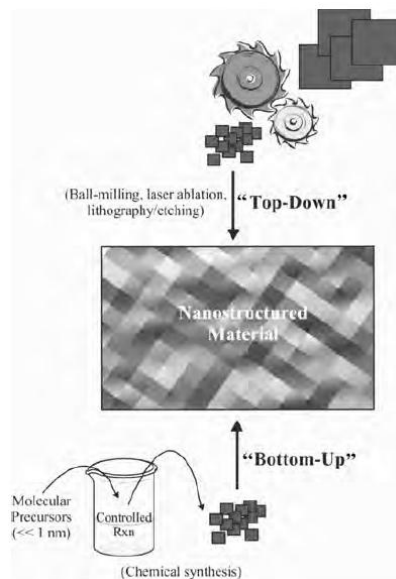 (Ball-milling, laser ablation,
lithography/etching)
“Top-Down”
Nanostructured
Material
“Bottom-Up”
Molecular
Precursors
(<< 1 nm)
Controlled
Rxn
(Chemical synthesis)